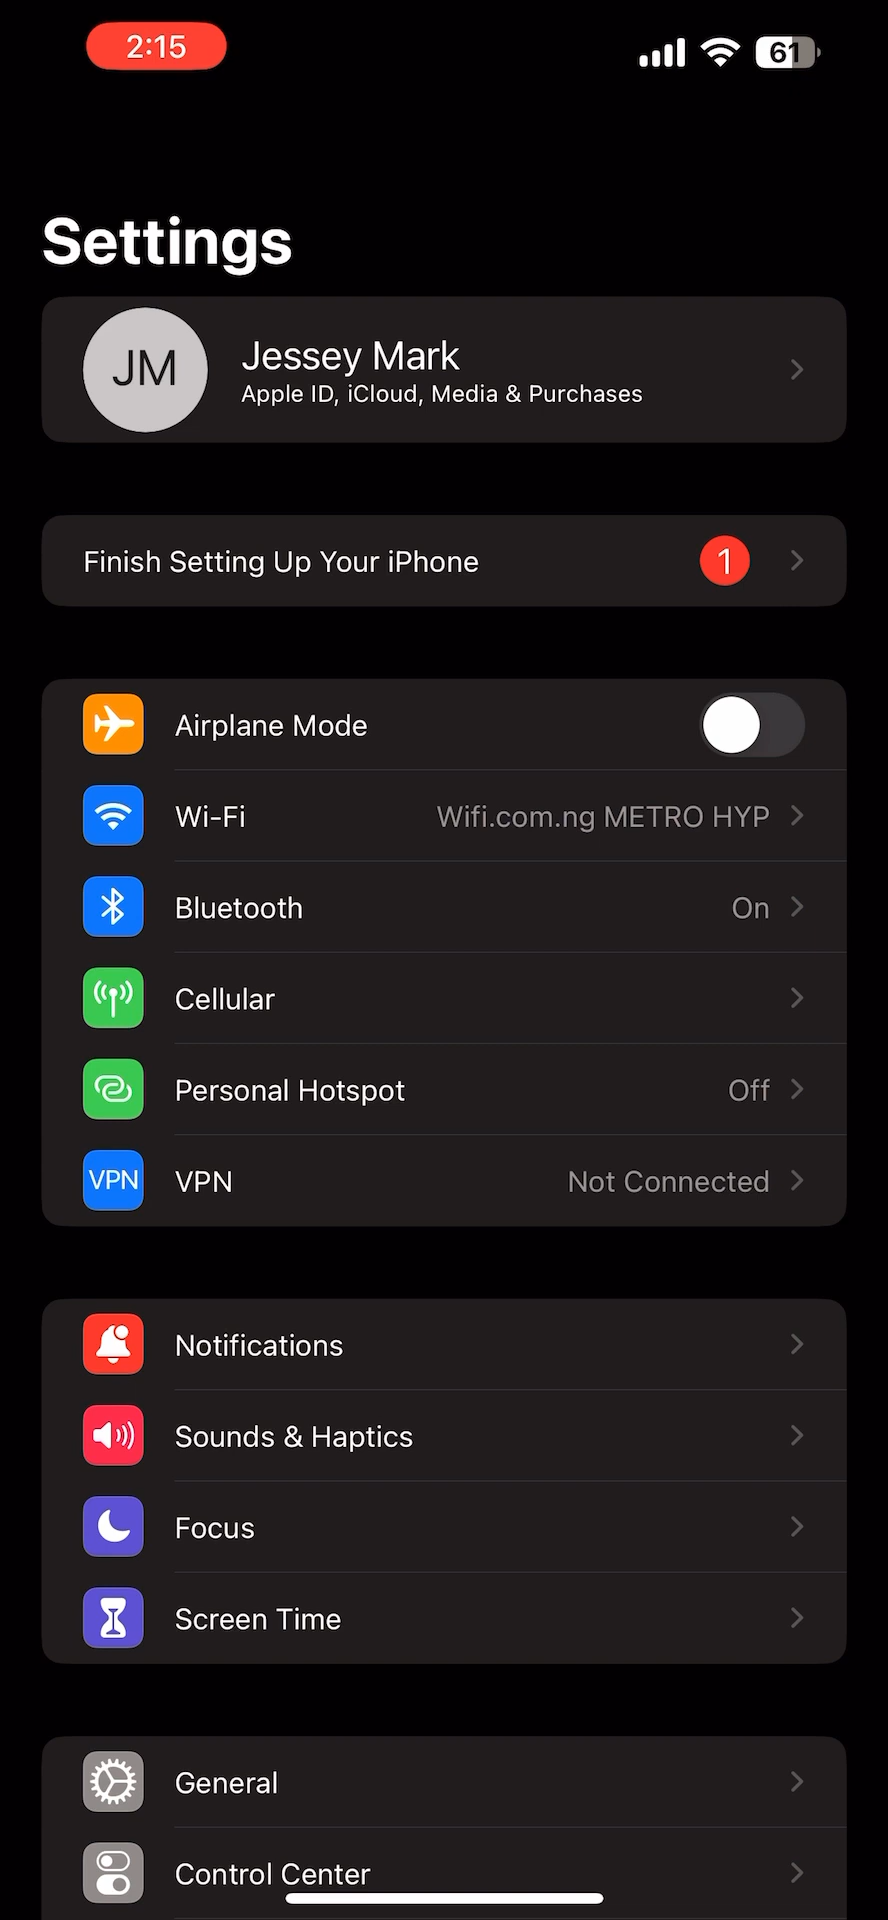 2:15
61
Settings
JM
Jessey Mark
Apple ID, iCloud, Media & Purchases
Finish Setting Up Your iPhone
1
Airplane Mode
Wi-Fi
Wifi.com.ng METRO HYP
Bluetooth
On
Cellular
Personal Hotspot
Off
VPN
VPN
Not Connected
Notifications
Sounds & Haptics
Focus
Screen Time
General
Control Center